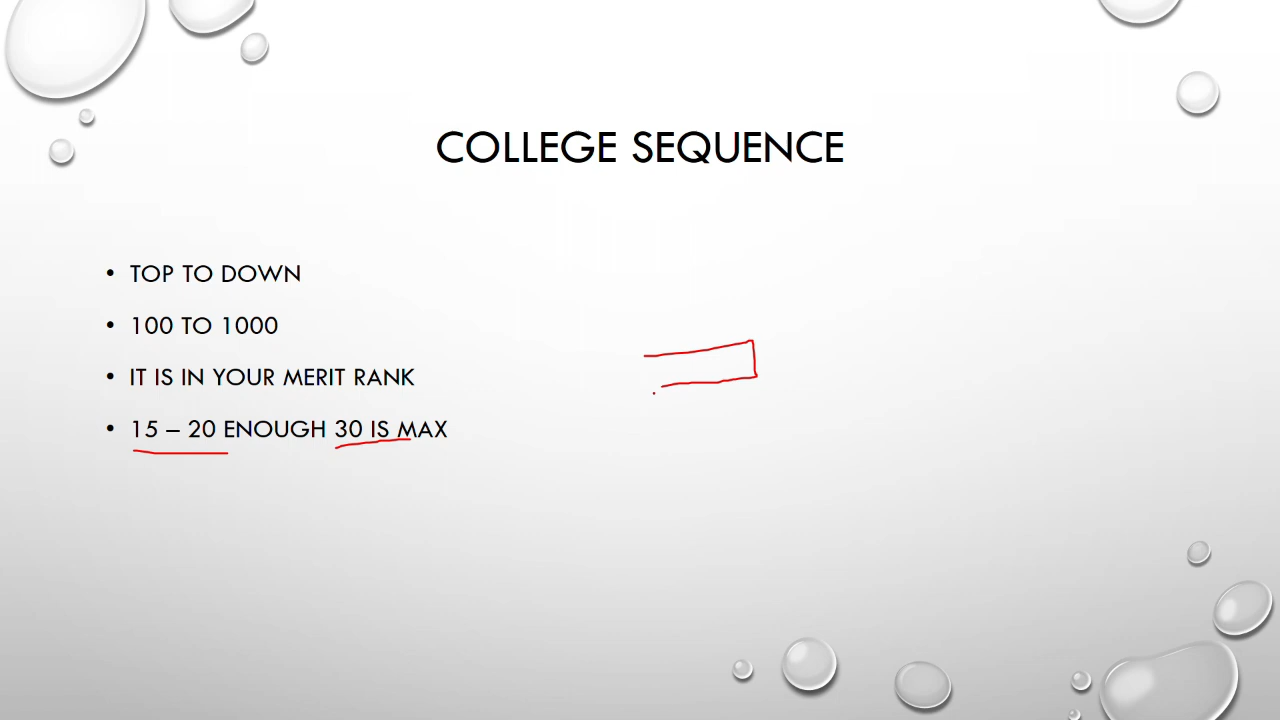 COLLEGE SEQUENCE
• TOP TO DOWN
• 100 TO 1000
• IT IS IN YOUR MERIT RANK
• 15 – 20 ENOUGH 30 IS MAX